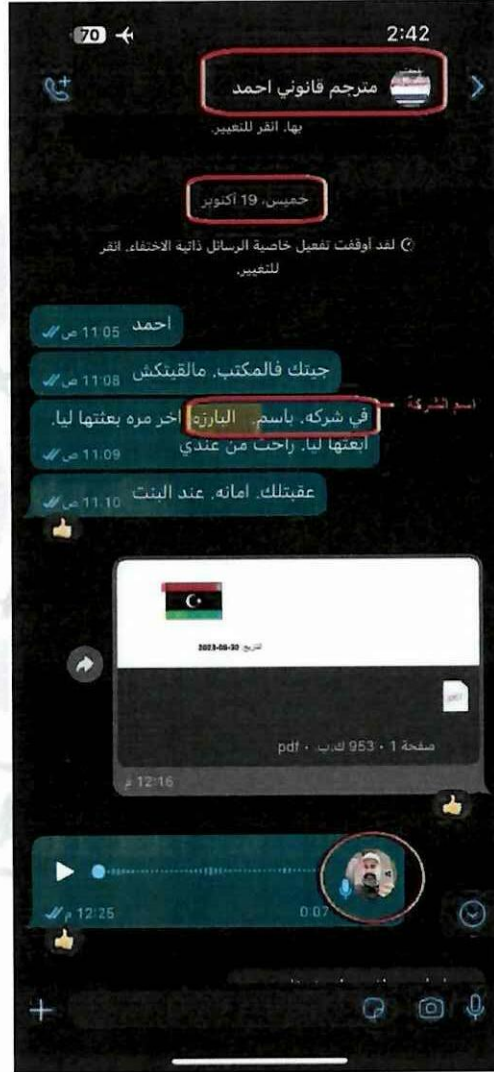 2:42
70
مترجم قانوني احمد
بها. انقر للتغيير.
خميس، 19 أكتوبر
لقد أوقفت تفعيل خاصية الرسائل ذاتية الاختفاء. انقر
للتغيير.
احمد
11:05 ص
جيتك فالمكتب. مالقيتكش
11:08 ص
في شركه. باسم. البارزه اخر مره بعثتها ليا.
اسم الشركة
ابعثها ليا. راحت من عندي
11:09 ص
عقبتلك. امانه. عند البنت
11:10 ص
2023-06-30
صفحة 1 • 953 ك.ب. • pdf
12:16 م
0:07
12:25 م